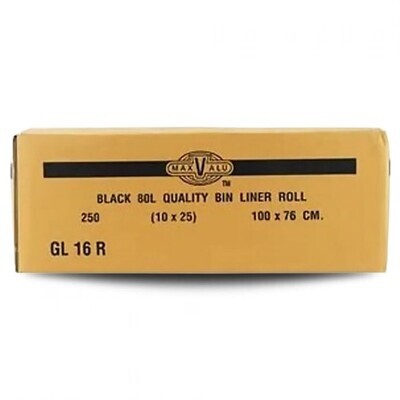 MAX VALU
TM
BLACK 80L QUALITY BIN LINER ROLL
250 (10 x 25) 100 x 76 CM.
GL 16 R